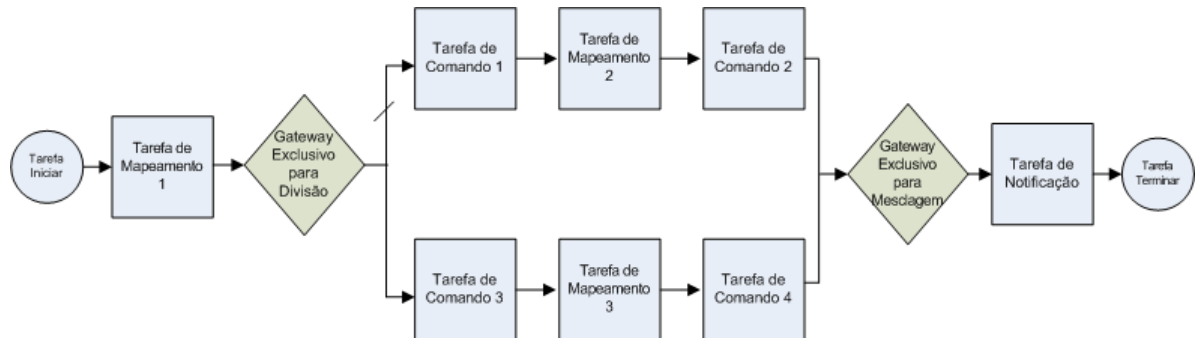 Tarefa
Iniciar
Tarefa de
Mapeamento
1
Gateway
Exclusivo
para
Divisão
Tarefa de
Comando 1
Tarefa de
Mapeamento
2
Tarefa de
Comando 2
Tarefa de
Comando 3
Tarefa de
Mapeamento
3
Tarefa de
Comando 4
Gateway
Exclusivo
para
Mesclagem
Tarefa de
Notificação
Tarefa
Terminar